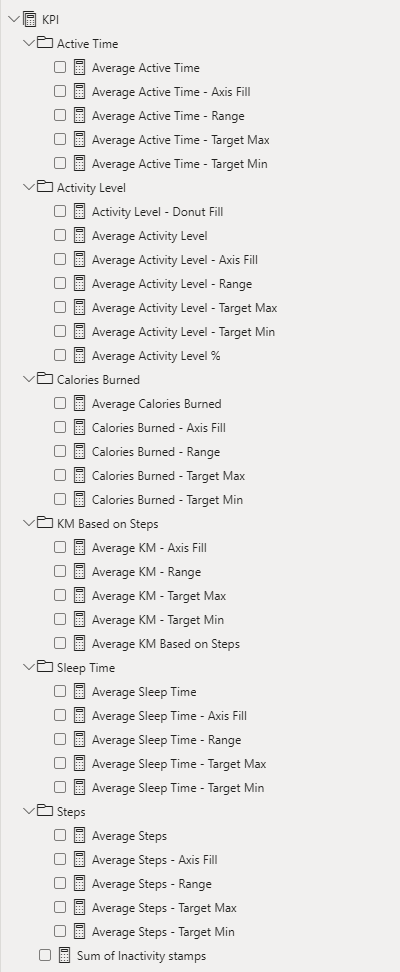 KPI
Active Time
Average Active Time
Average Active Time - Axis Fill
Average Active Time - Range
Average Active Time - Target Max
Average Active Time - Target Min
Activity Level
Activity Level - Donut Fill
Average Activity Level
Average Activity Level - Axis Fill
Average Activity Level - Range
Average Activity Level - Target Max
Average Activity Level - Target Min
Average Activity Level %
Calories Burned
Average Calories Burned
Calories Burned - Axis Fill
Calories Burned - Range
Calories Burned - Target Max
Calories Burned - Target Min
KM Based on Steps
Average KM - Axis Fill
Average KM - Range
Average KM - Target Max
Average KM - Target Min
Average KM Based on Steps
Sleep Time
Average Sleep Time
Average Sleep Time - Axis Fill
Average Sleep Time - Range
Average Sleep Time - Target Max
Average Sleep Time - Target Min
Steps
Average Steps
Average Steps - Axis Fill
Average Steps - Range
Average Steps - Target Max
Average Steps - Target Min
Sum of Inactivity stamps